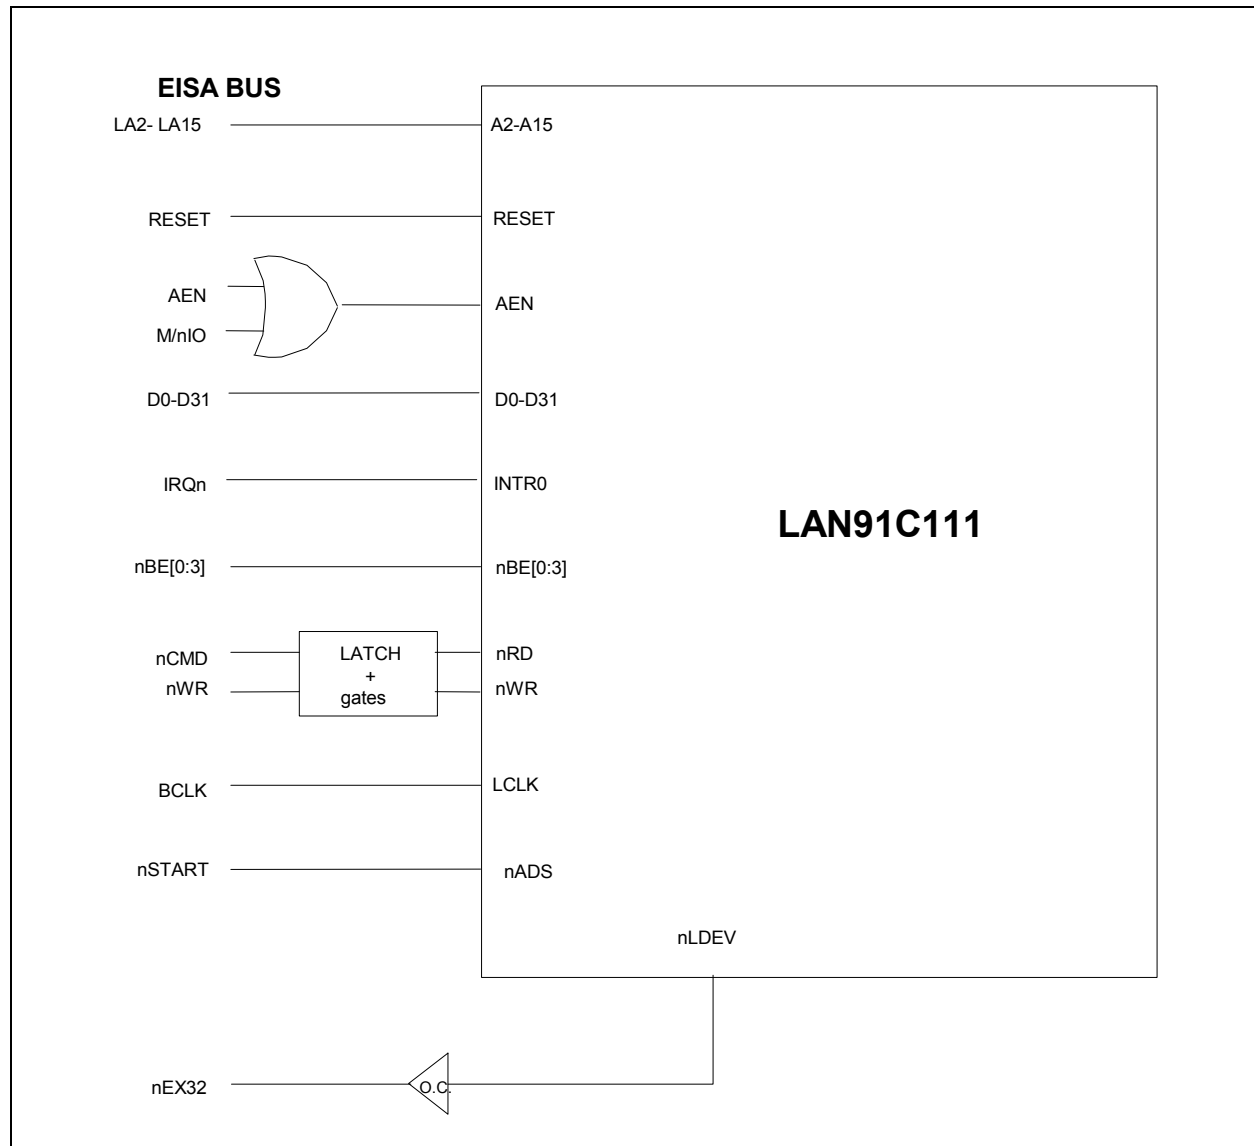 EISA BUS
LA2- LA15
A2-A15
RESET
RESET
AEN
M/nIO
AEN
D0-D31
D0-D31
IRQn
INTR0
LAN91C111
nBE[0:3]
nBE[0:3]
nCMD
nWR
LATCH
+
gates
nRD
nWR
BCLK
LCLK
nSTART
nADS
nLDEV
nEX32
O.C.